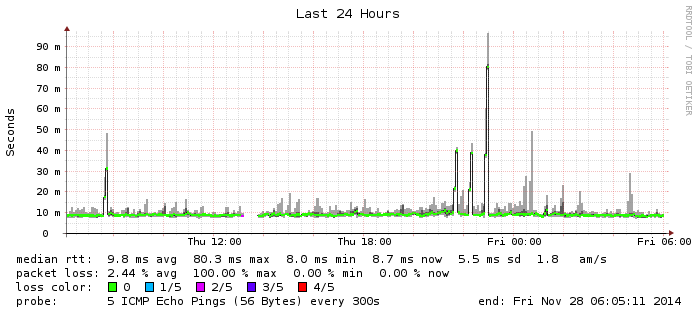 Last 24 Hours
RRDTOOL / TOBI OETIKER
Seconds
90 m
80 m
70 m
60 m
50 m
40 m
30 m
20 m
10 m
0
Thu 12:00 Thu 18:00 Fri 00:00 Fri 06:00
median rtt: 9.8 ms avg 80.3 ms max 8.0 ms min 8.7 ms now 5.5 ms sd 1.8 am/s
packet loss: 2.44 % avg 100.00 % max 0.00 % min 0.00 % now
loss color: 0 1/5 2/5 3/5 4/5
probe: 5 ICMP Echo Pings (56 Bytes) every 300s end: Fri Nov 28 06:05:11 2014